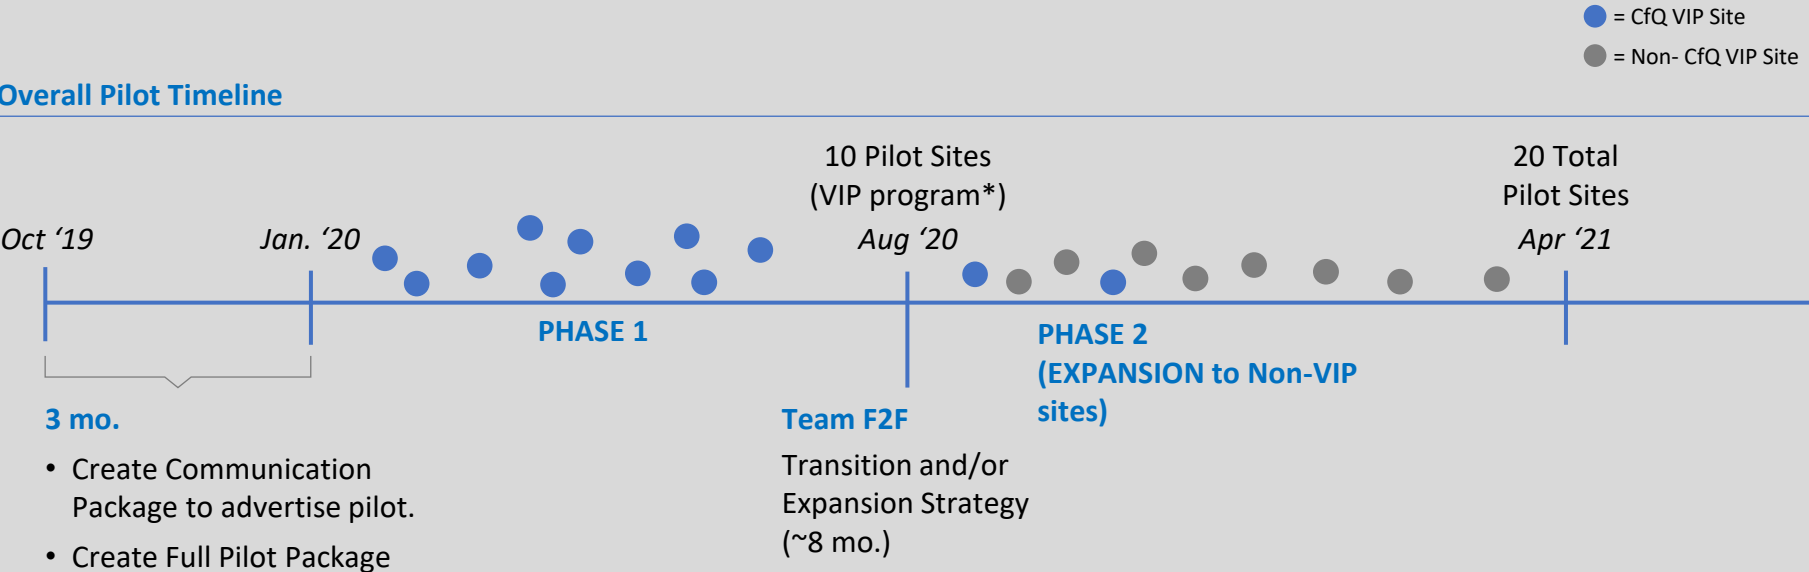 = CfQ VIP Site
= Non- CfQ VIP Site
Overall Pilot Timeline
10 Pilot Sites
(VIP program*)
20 Total
Pilot Sites
Oct ‘19
Jan. ‘20
Aug ‘20
Apr ‘21
PHASE 1
PHASE 2
(EXPANSION to Non-VIP
sites)
3 mo.
• Create Communication
Package to advertise pilot.
• Create Full Pilot Package
Team F2F
Transition and/or
Expansion Strategy
(~8 mo.)